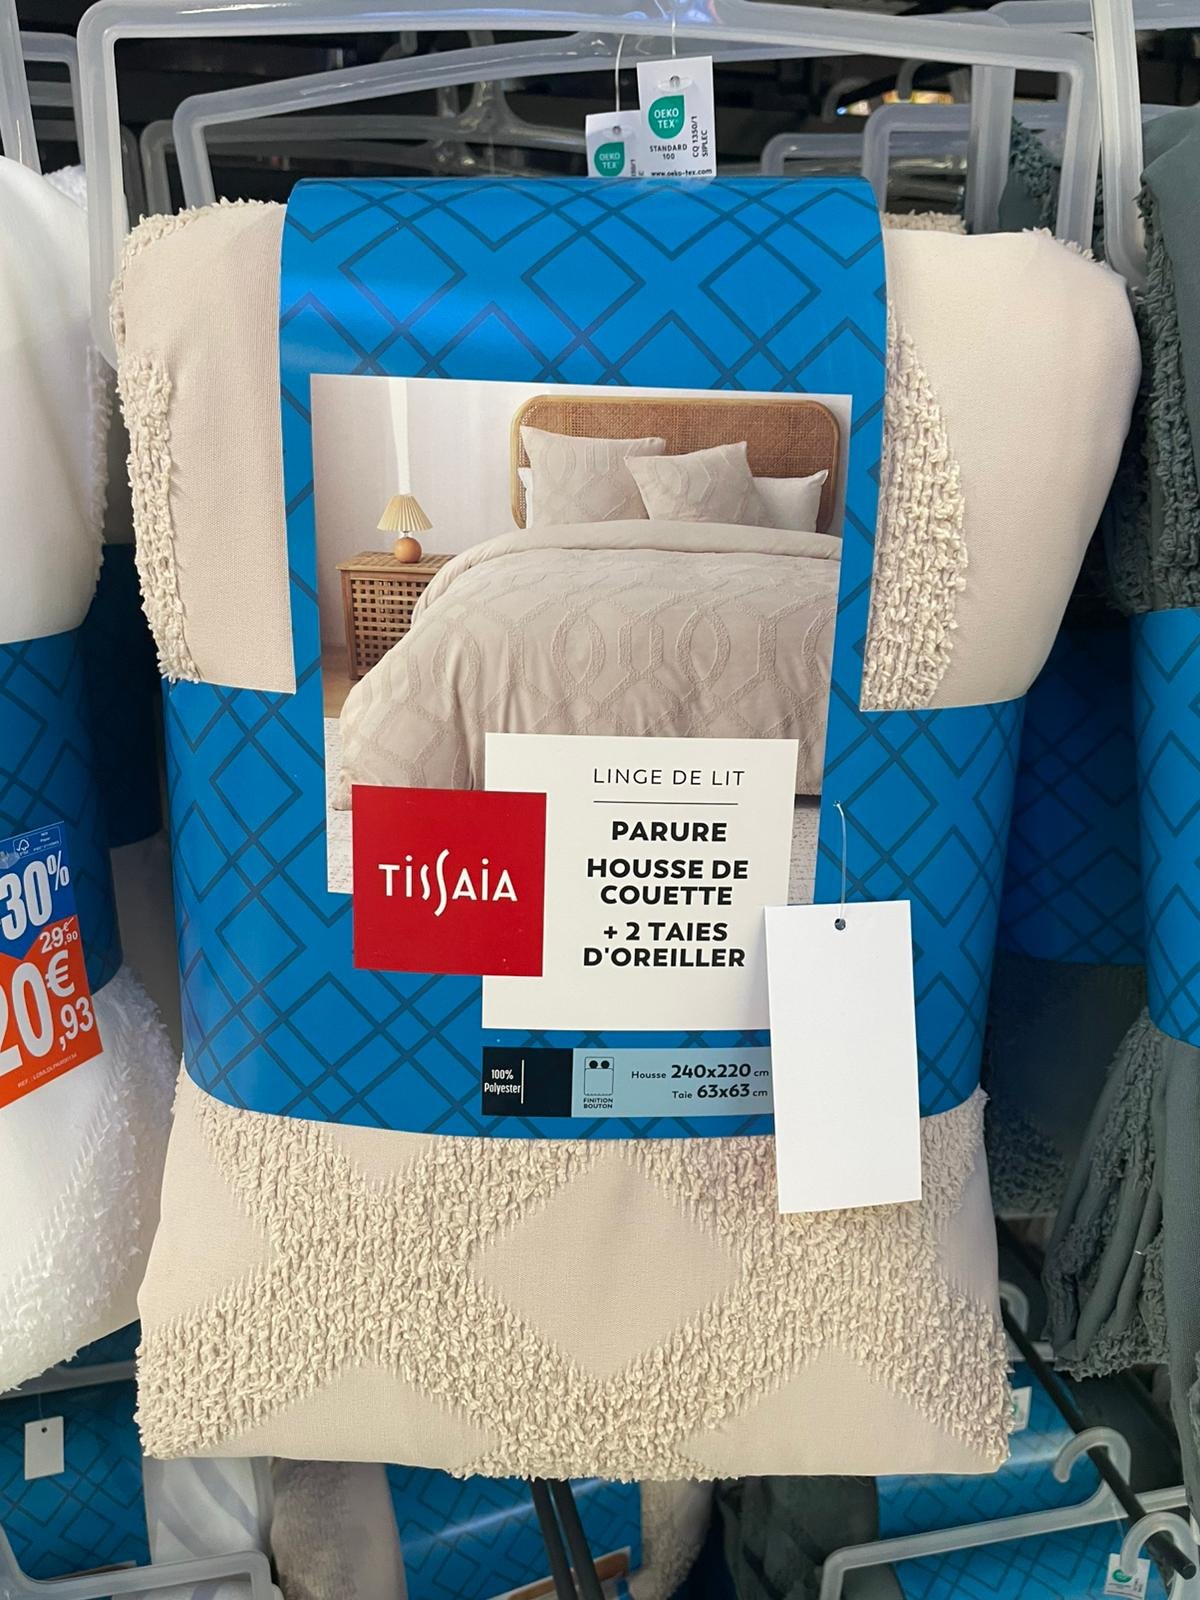 OEKO
TEX®
STANDARD
100
CQ 1350/1
SIPLEC
www.oeko-tex.com
OEKO
TEX
LINGE DE LIT
PARURE
HOUSSE DE
COUETTE
+ 2 TAIES
D'OREILLER
TISSAIA
100%
Polyester
FINITION
BOUTON
Housse 240x220 cm
Taie 63x63 cm
30%
29€,90
20€,93